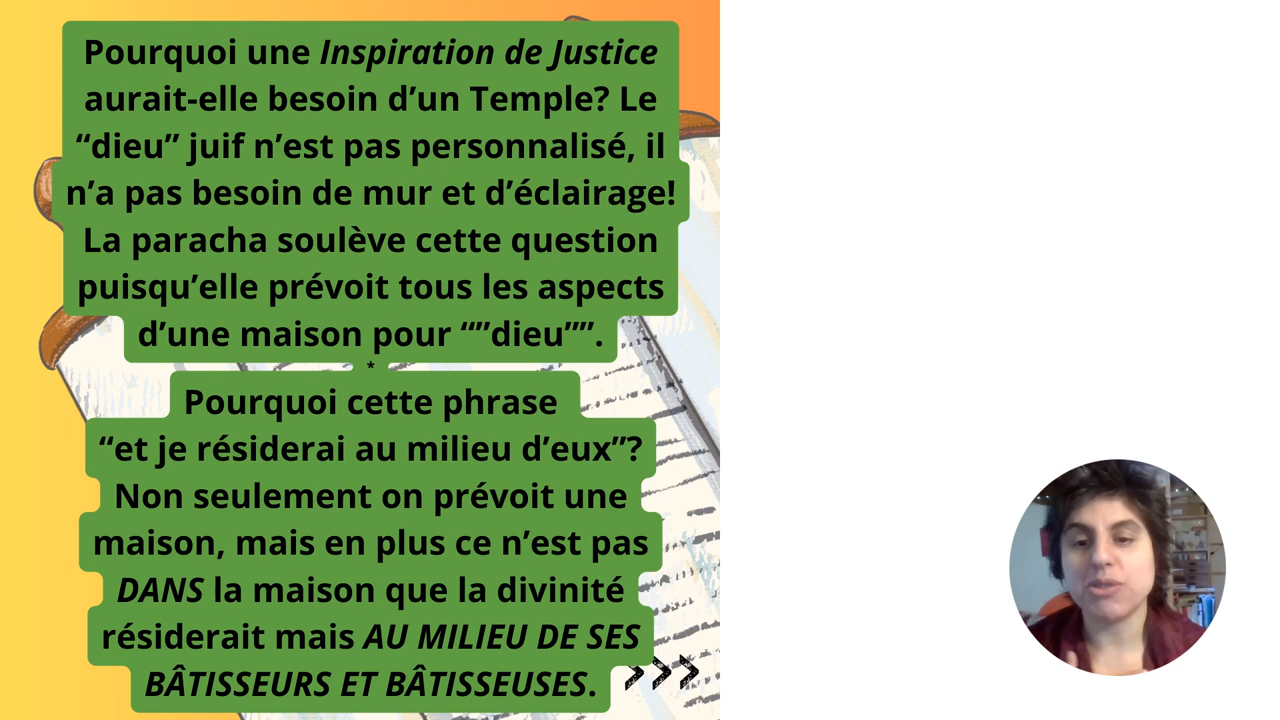 Pourquoi une Inspiration de Justice
aurait-elle besoin d’un Temple? Le
“dieu” juif n’est pas personnalisé, il
n’a pas besoin de mur et d’éclairage!
La paracha soulève cette question
puisqu’elle prévoit tous les aspects
d’une maison pour “”dieu””.
*
Pourquoi cette phrase
“et je résiderai au milieu d’eux”?
Non seulement on prévoit une
maison, mais en plus ce n’est pas
DANS la maison que la divinité
résiderait mais AU MILIEU DE SES
BÂTISSEURS ET BÂTISSEUSES.
>>>